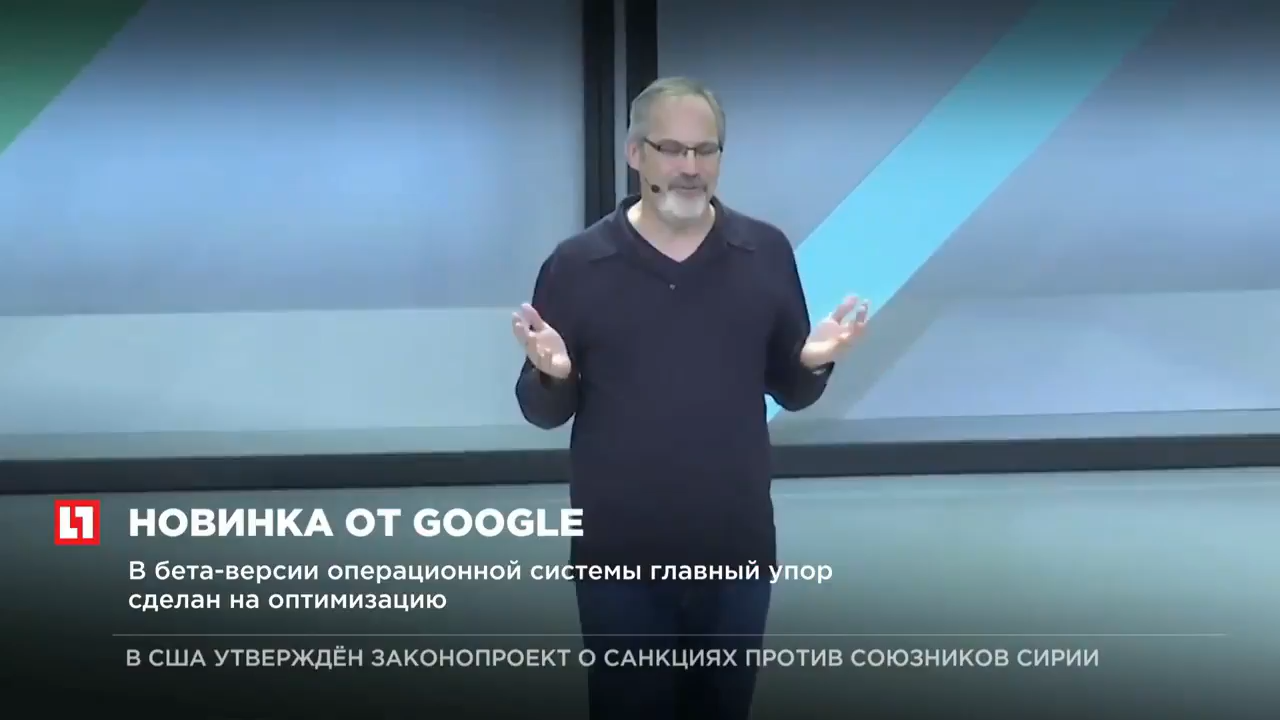 НОВИНКА ОТ GOOGLE
В бета-версии операционной системы главный упор
сделан на оптимизацию
В США УТВЕРЖДЁН ЗАКОНОПРОЕКТ О САНКЦИЯХ ПРОТИВ СОЮЗНИКОВ СИРИИ